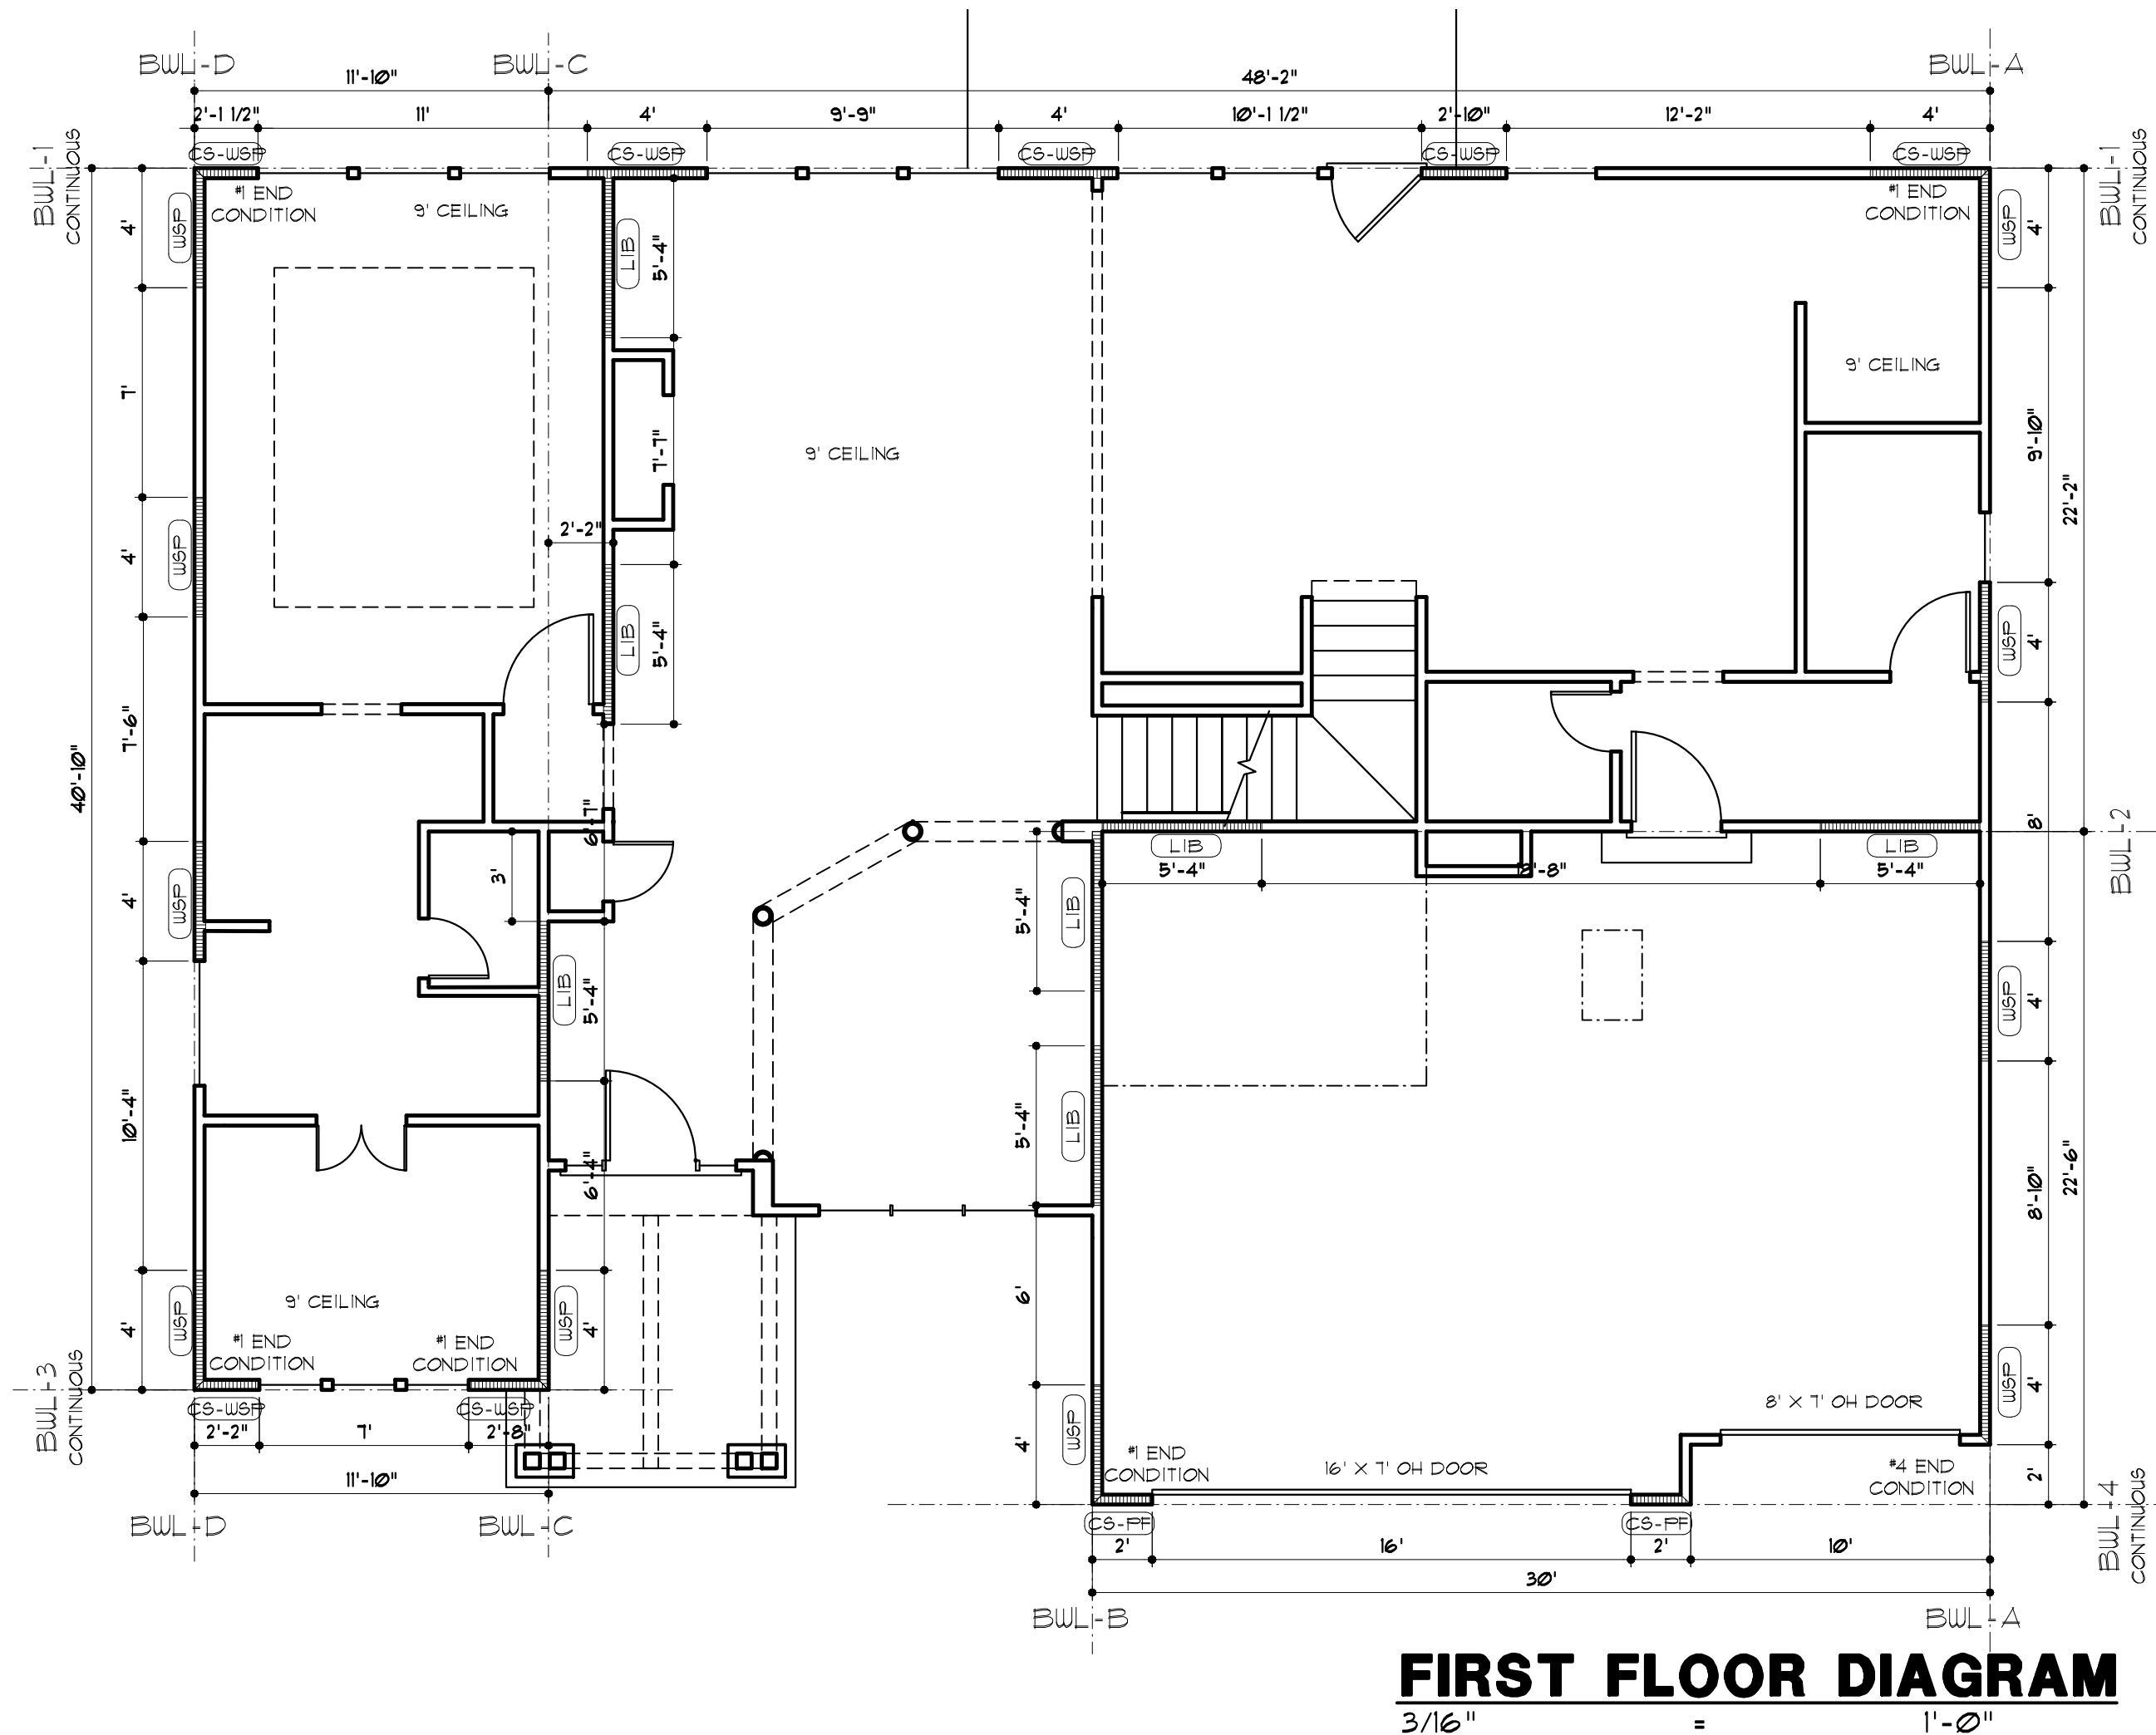 BWL-D
BWL-C
BWL-A
11'-10"
48'-2"
2'-1 1/2"
11'
4'
9'-9"
4'
10'-1 1/2"
2'-10"
12'-2"
4'
CS-WSP
CS-WSP
CS-WSP
CS-WSP
CS-WSP
BWL-1
CONTINUOUS
BWL-1
CONTINUOUS
#1 END
CONDITION
9' CEILING
#1 END
CONDITION
WSP
4'
LIB
5'-4"
WSP
4'
7'
9' CEILING
9' CEILING
7'-7"
9'-10"
22'-2"
2'-2"
WSP
4'
LIB
5'-4"
WSP
4'
7'-6"
40'-10"
6'-7"
8'
BWL-2
3'
LIB
5'-4"
LIB
5'-4"
WSP
4'
5'-4"
LIB
LIB
5'-4"
WSP
4'
10'-4"
5'-4"
LIB
6'-4"
8'-10"
22'-6"
9' CEILING
WSP
4'
WSP
4'
6'
#1 END
CONDITION
#1 END
CONDITION
BWL-3
CONTINUOUS
CS-WSP
CS-WSP
2'-2"
7'
2'-8"
11'-10"
BWL-D
BWL-C
WSP
4'
WSP
4'
8' X 7' OH DOOR
#1 END
CONDITION
16' X 7' OH DOOR
#4 END
CONDITION
2'
BWL-4
CONTINUOUS
CS-PF
CS-PF
2'
16'
2'
10'
30'
BWL-B
BWL-A
FIRST FLOOR DIAGRAM
3/16" = 1'-0"